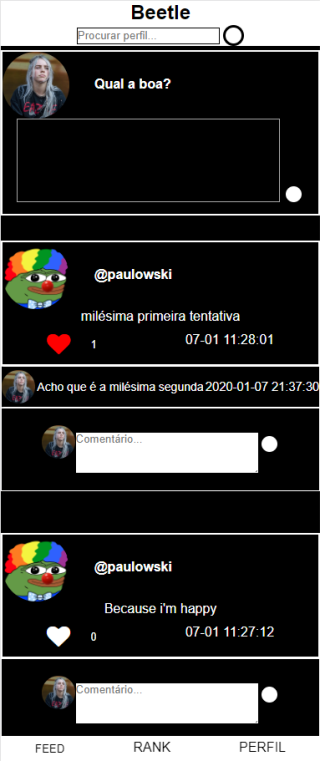 Beetle
Procurar perfil...
Qual a boa?
@paulowski
milésima primeira tentativa
1
07-01 11:28:01
Acho que é a milésima segunda 2020-01-07 21:37:30
Comentário...
@paulowski
Because i'm happy
0
07-01 11:27:12
Comentário...
FEED RANK PERFIL